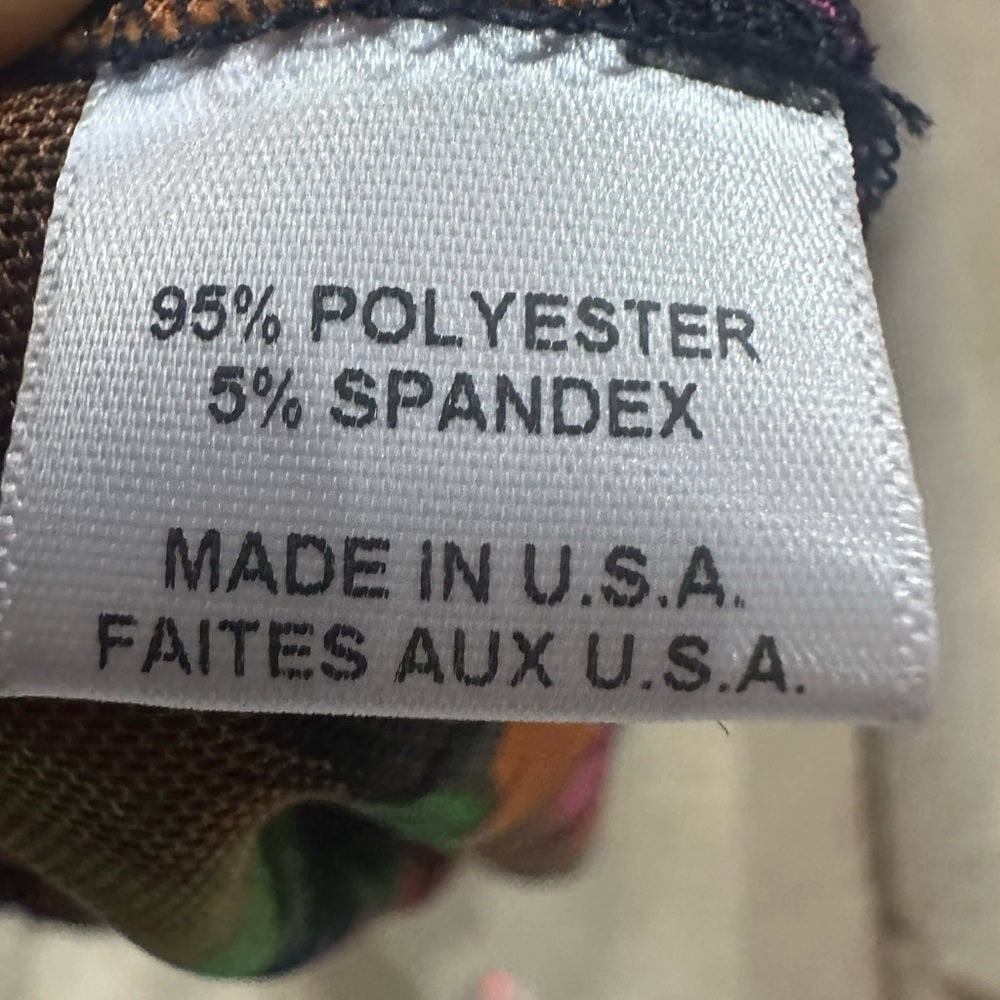 95% POLYESTER
5% SPANDEX
MADE IN U.S.A.
FAITES AUX U.S.A.